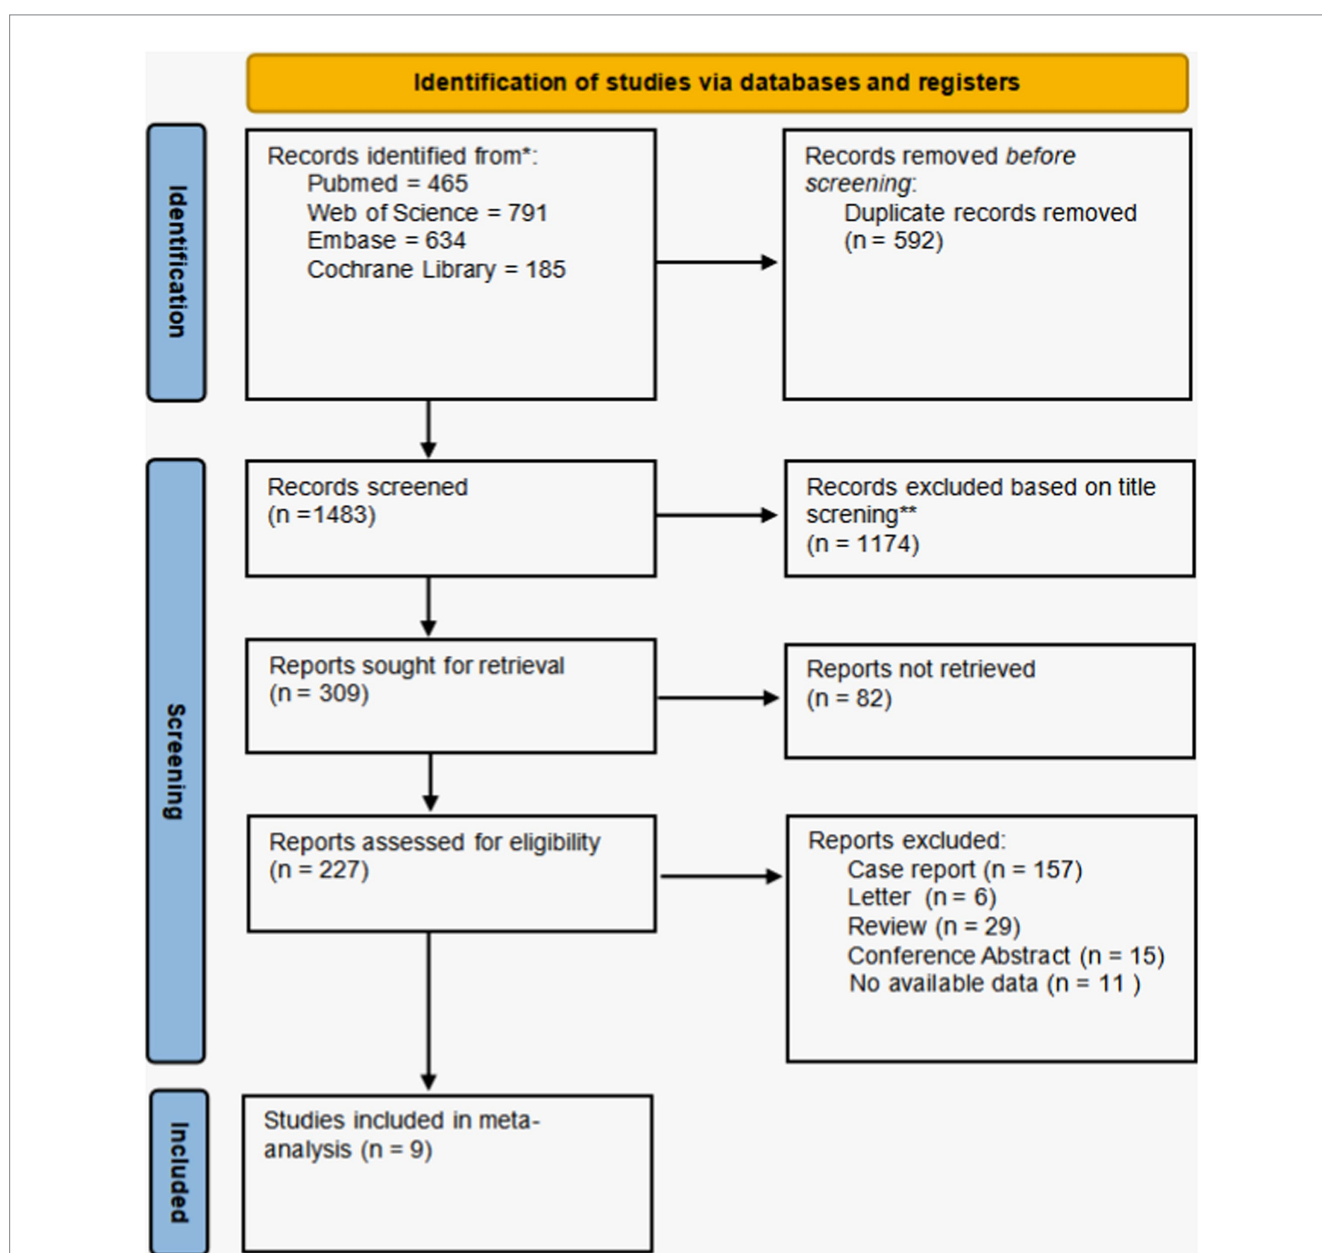 Identification of studies via databases and registers
Identification
Records identified from*:
Pubmed = 465
Web of Science = 791
Embase = 634
Cochrane Library = 185
Records removed before
screening:
Duplicate records removed
(n = 592)
Screening
Records screened
(n =1483)
Records excluded based on title
screning**
(n = 1174)
Reports sought for retrieval
(n = 309)
Reports not retrieved
(n = 82)
Reports assessed for eligibility
(n = 227)
Reports excluded:
Case report (n = 157)
Letter  (n = 6)
Review (n = 29)
Conference Abstract (n = 15)
No available data (n = 11 )
Included
Studies included in meta-
analysis (n = 9)